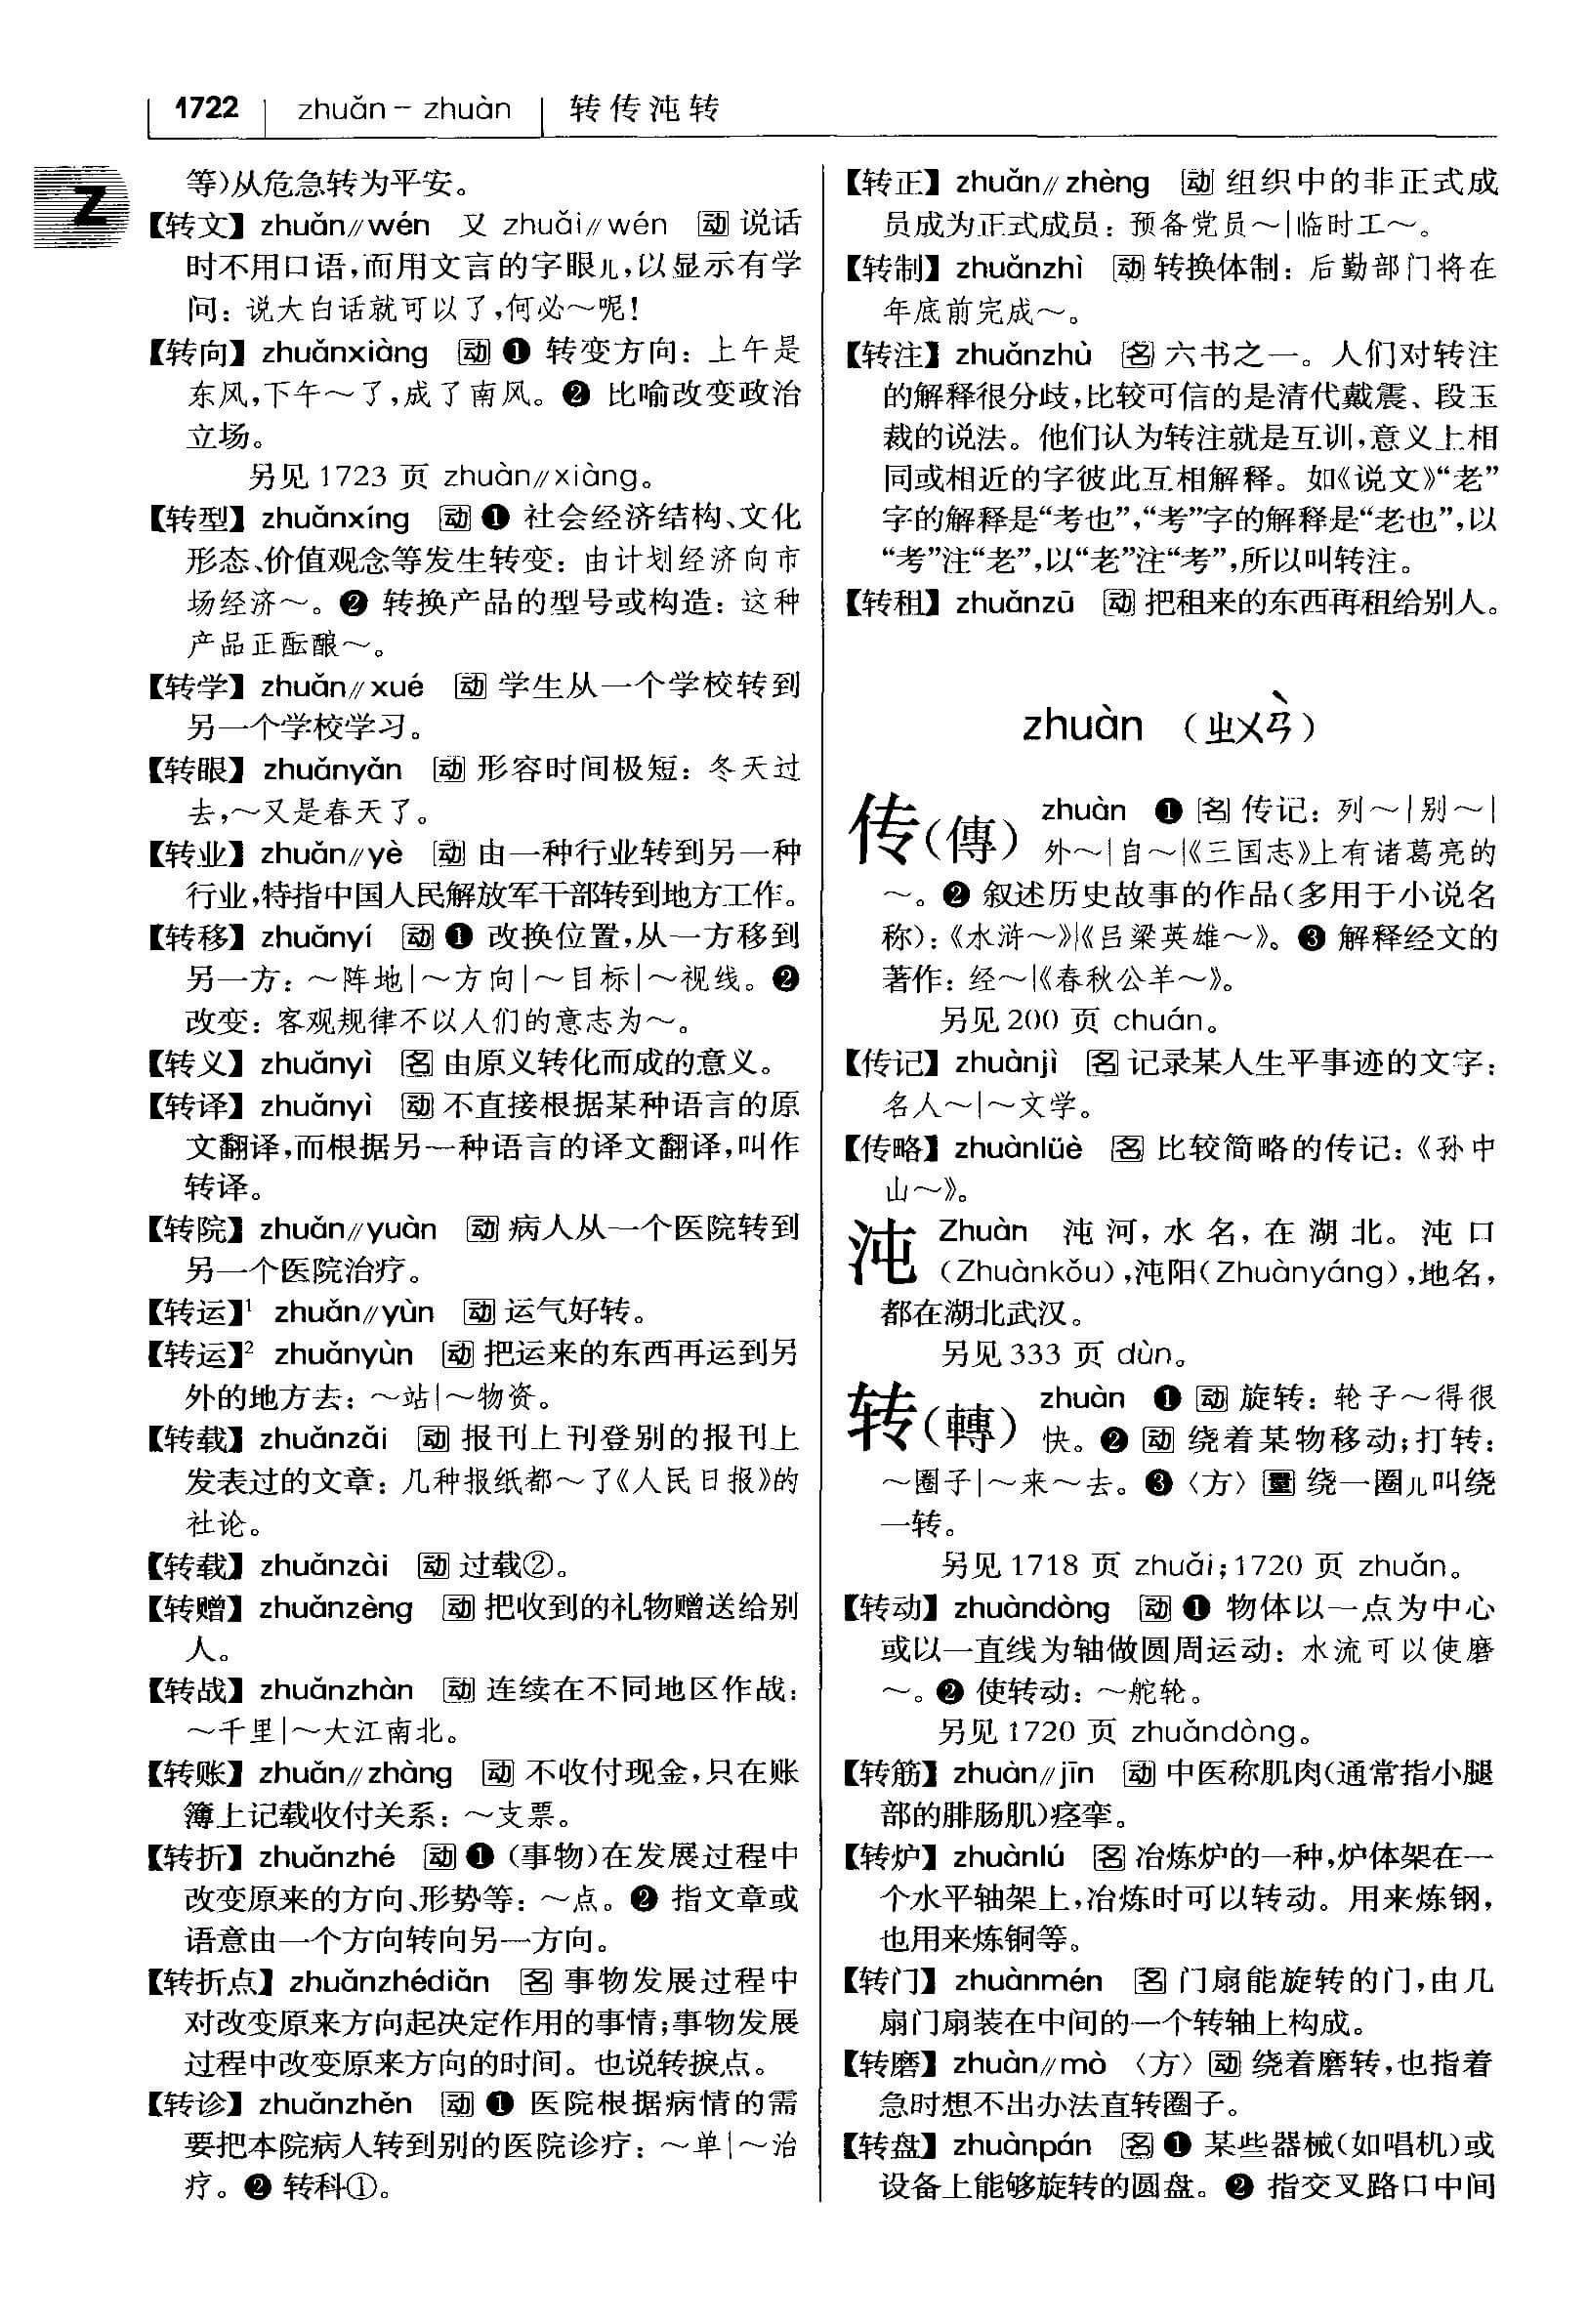 1722 zhuǎn – zhuàn 转传沌转
Z
等)从危急转为平安。
【转文】 zhuǎn∥wén 又 zhuǎi∥wén 动 说话
时不用口语,而用文言的字眼儿,以显示有学
问: 说大白话就可以了,何必～呢!
【转向】 zhuǎnxiàng 动 ❶ 转变方向: 上午是
东风,下午～了,成了南风。❷ 比喻改变政治
立场。
另见 1723 页 zhuàn∥xiàng。
【转型】 zhuǎnxíng 动 ❶ 社会经济结构、文化
形态、价值观念等发生转变: 由计划经济向市
场经济～。❷ 转换产品的型号或构造: 这种
产品正酝酿～。
【转学】 zhuǎn∥xué 动 学生从一个学校转到
另一个学校学习。
【转眼】 zhuǎnyǎn 动 形容时间极短: 冬天过
去,～又是春天了。
【转业】 zhuǎn∥yè 动 由一种行业转到另一种
行业,特指中国人民解放军干部转到地方工作。
【转移】 zhuǎnyí 动 ❶ 改换位置,从一方移到
另一方: ～阵地|～方向|～目标|～视线。❷
改变: 客观规律不以人们的意志为～。
【转义】 zhuǎnyì 名 由原义转化而成的意义。
【转译】 zhuǎnyì 动 不直接根据某种语言的原
文翻译,而根据另一种语言的译文翻译,叫作
转译。
【转院】 zhuǎn∥yuàn 动 病人从一个医院转到
另一个医院治疗。
【转运】¹ zhuǎn∥yùn 动 运气好转。
【转运】² zhuǎnyùn 动 把运来的东西再运到另
外的地方去: ～站|～物资。
【转载】 zhuǎnzǎi 动 报刊上刊登别的报刊上
发表过的文章: 几种报纸都～了《人民日报》的
社论。
【转载】 zhuǎnzài 动 过载②。
【转赠】 zhuǎnzèng 动 把收到的礼物赠送给别
人。
【转战】 zhuǎnzhàn 动 连续在不同地区作战:
～千里|～大江南北。
【转账】 zhuǎn∥zhàng 动 不收付现金,只在账
簿上记载收付关系: ～支票。
【转折】 zhuǎnzhé 动 ❶ (事物)在发展过程中
改变原来的方向、形势等: ～点。❷ 指文章或
语意由一个方向转向另一方向。
【转折点】 zhuǎnzhédiǎn 名 事物发展过程中
对改变原来方向起决定作用的事情;事物发展
过程中改变原来方向的时间。也说转捩点。
【转诊】 zhuǎnzhěn 动 ❶ 医院根据病情的需
要把本院病人转到别的医院诊疗: ～单|～治
疗。❷ 转科①。
【转正】 zhuǎn∥zhèng 动 组织中的非正式成
员成为正式成员: 预备党员～|临时工～。
【转制】 zhuǎnzhì 动 转换体制: 后勤部门将在
年底前完成～。
【转注】 zhuǎnzhù 名 六书之一。人们对转注
的解释很分歧,比较可信的是清代戴震、段玉
裁的说法。他们认为转注就是互训,意义上相
同或相近的字彼此互相解释。如《说文》“老”
字的解释是“考也”,“考”字的解释是“老也”,以
“考”注“老”,以“老”注“考”,所以叫转注。
【转租】 zhuǎnzū 动 把租来的东西再租给别人。
zhuàn (ㄓㄨㄢˋ)
传(傳) zhuàn ❶ 名 传记: 列～|别～|
外～|自～|《三国志》上有诸葛亮的
～。❷ 叙述历史故事的作品(多用于小说名
称):《水浒～》|《吕梁英雄～》。❸ 解释经文的
著作: 经～|《春秋公羊～》。
另见 200 页 chuán。
【传记】 zhuànjì 名 记录某人生平事迹的文字:
名人～|～文学。
【传略】 zhuànlüè 名 比较简略的传记:《孙中
山～》。
沌 Zhuàn 沌河,水名,在湖北。沌口
(Zhuànkǒu),沌阳(Zhuànyáng),地名,
都在湖北武汉。
另见 333 页 dùn。
转(轉) zhuàn ❶ 动 旋转: 轮子～得很
快。❷ 动 绕着某物移动;打转:
～圈子|～来～去。❸〈方〉量 绕一圈儿叫绕
一转。
另见 1718 页 zhuǎi;1720 页 zhuǎn。
【转动】 zhuàndòng 动 ❶ 物体以一点为中心
或以一直线为轴做圆周运动: 水流可以使磨
～。❷ 使转动: ～舵轮。
另见 1720 页 zhuǎndòng。
【转筋】 zhuàn∥jīn 动 中医称肌肉(通常指小腿
部的腓肠肌)痉挛。
【转炉】 zhuànlú 名 冶炼炉的一种,炉体架在一
个水平轴架上,冶炼时可以转动。用来炼钢,
也用来炼铜等。
【转门】 zhuànmén 名 门扇能旋转的门,由几
扇门扇装在中间的一个转轴上构成。
【转磨】 zhuàn∥mò 〈方〉动 绕着磨转,也指着
急时想不出办法直转圈子。
【转盘】 zhuànpán 名 ❶ 某些器械(如唱机)或
设备上能够旋转的圆盘。❷ 指交叉路口中间